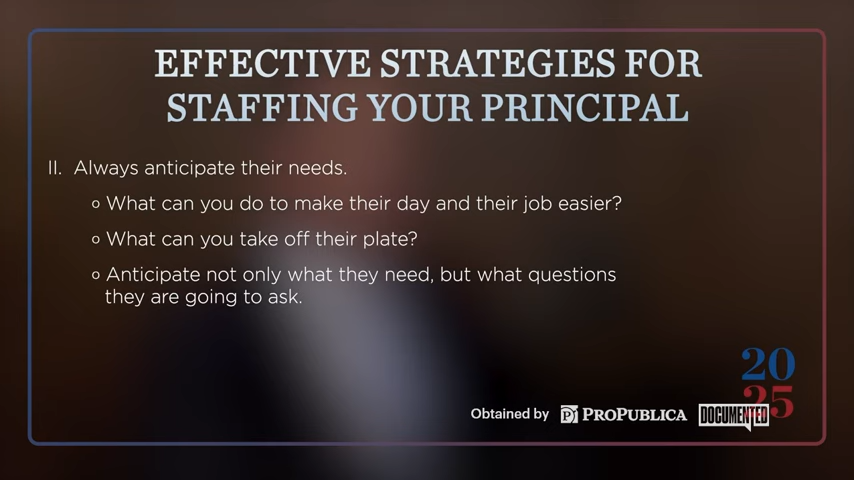 EFFECTIVE STRATEGIES FOR
STAFFING YOUR PRINCIPAL
II. Always anticipate their needs.
What can you do to make their day and their job easier?
What can you take off their plate?
Anticipate not only what they need, but what questions
they are going to ask.
20
25
Obtained by PROPUBLICA DOCUMENTED